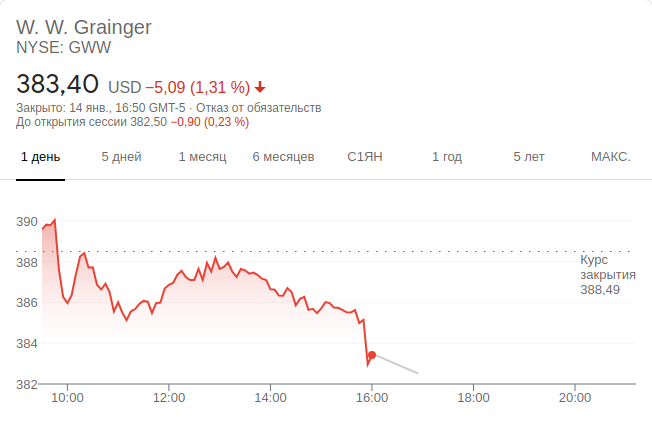 W. W. Grainger
NYSE: GWW
383,40 USD −5,09 (1,31 %)
Закрыто: 14 янв., 16:50 GMT-5 · Отказ от обязательств
До открытия сессии 382,50 −0,90 (0,23 %)
1 день 5 дней 1 месяц 6 месяцев С1ЯН 1 год 5 лет МАКС.
390
388
386
384
382
Курс
закрытия
388,49
10:00 12:00 14:00 16:00 18:00 20:00